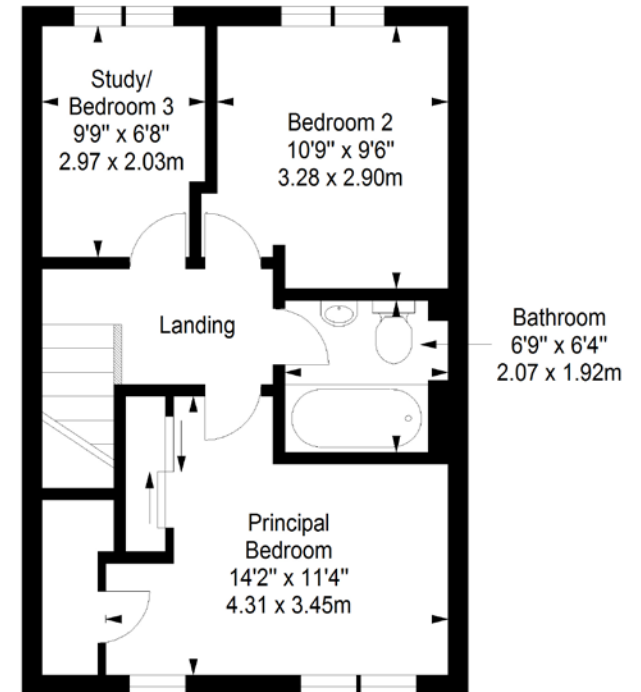 Study/
Bedroom 3
9'9" x 6'8"
2.97 x 2.03m
Bedroom 2
10'9" x 9'6"
3.28 x 2.90m
Landing
Bathroom
6'9" x 6'4"
2.07 x 1.92m
Principal
Bedroom
14'2" x 11'4"
4.31 x 3.45m